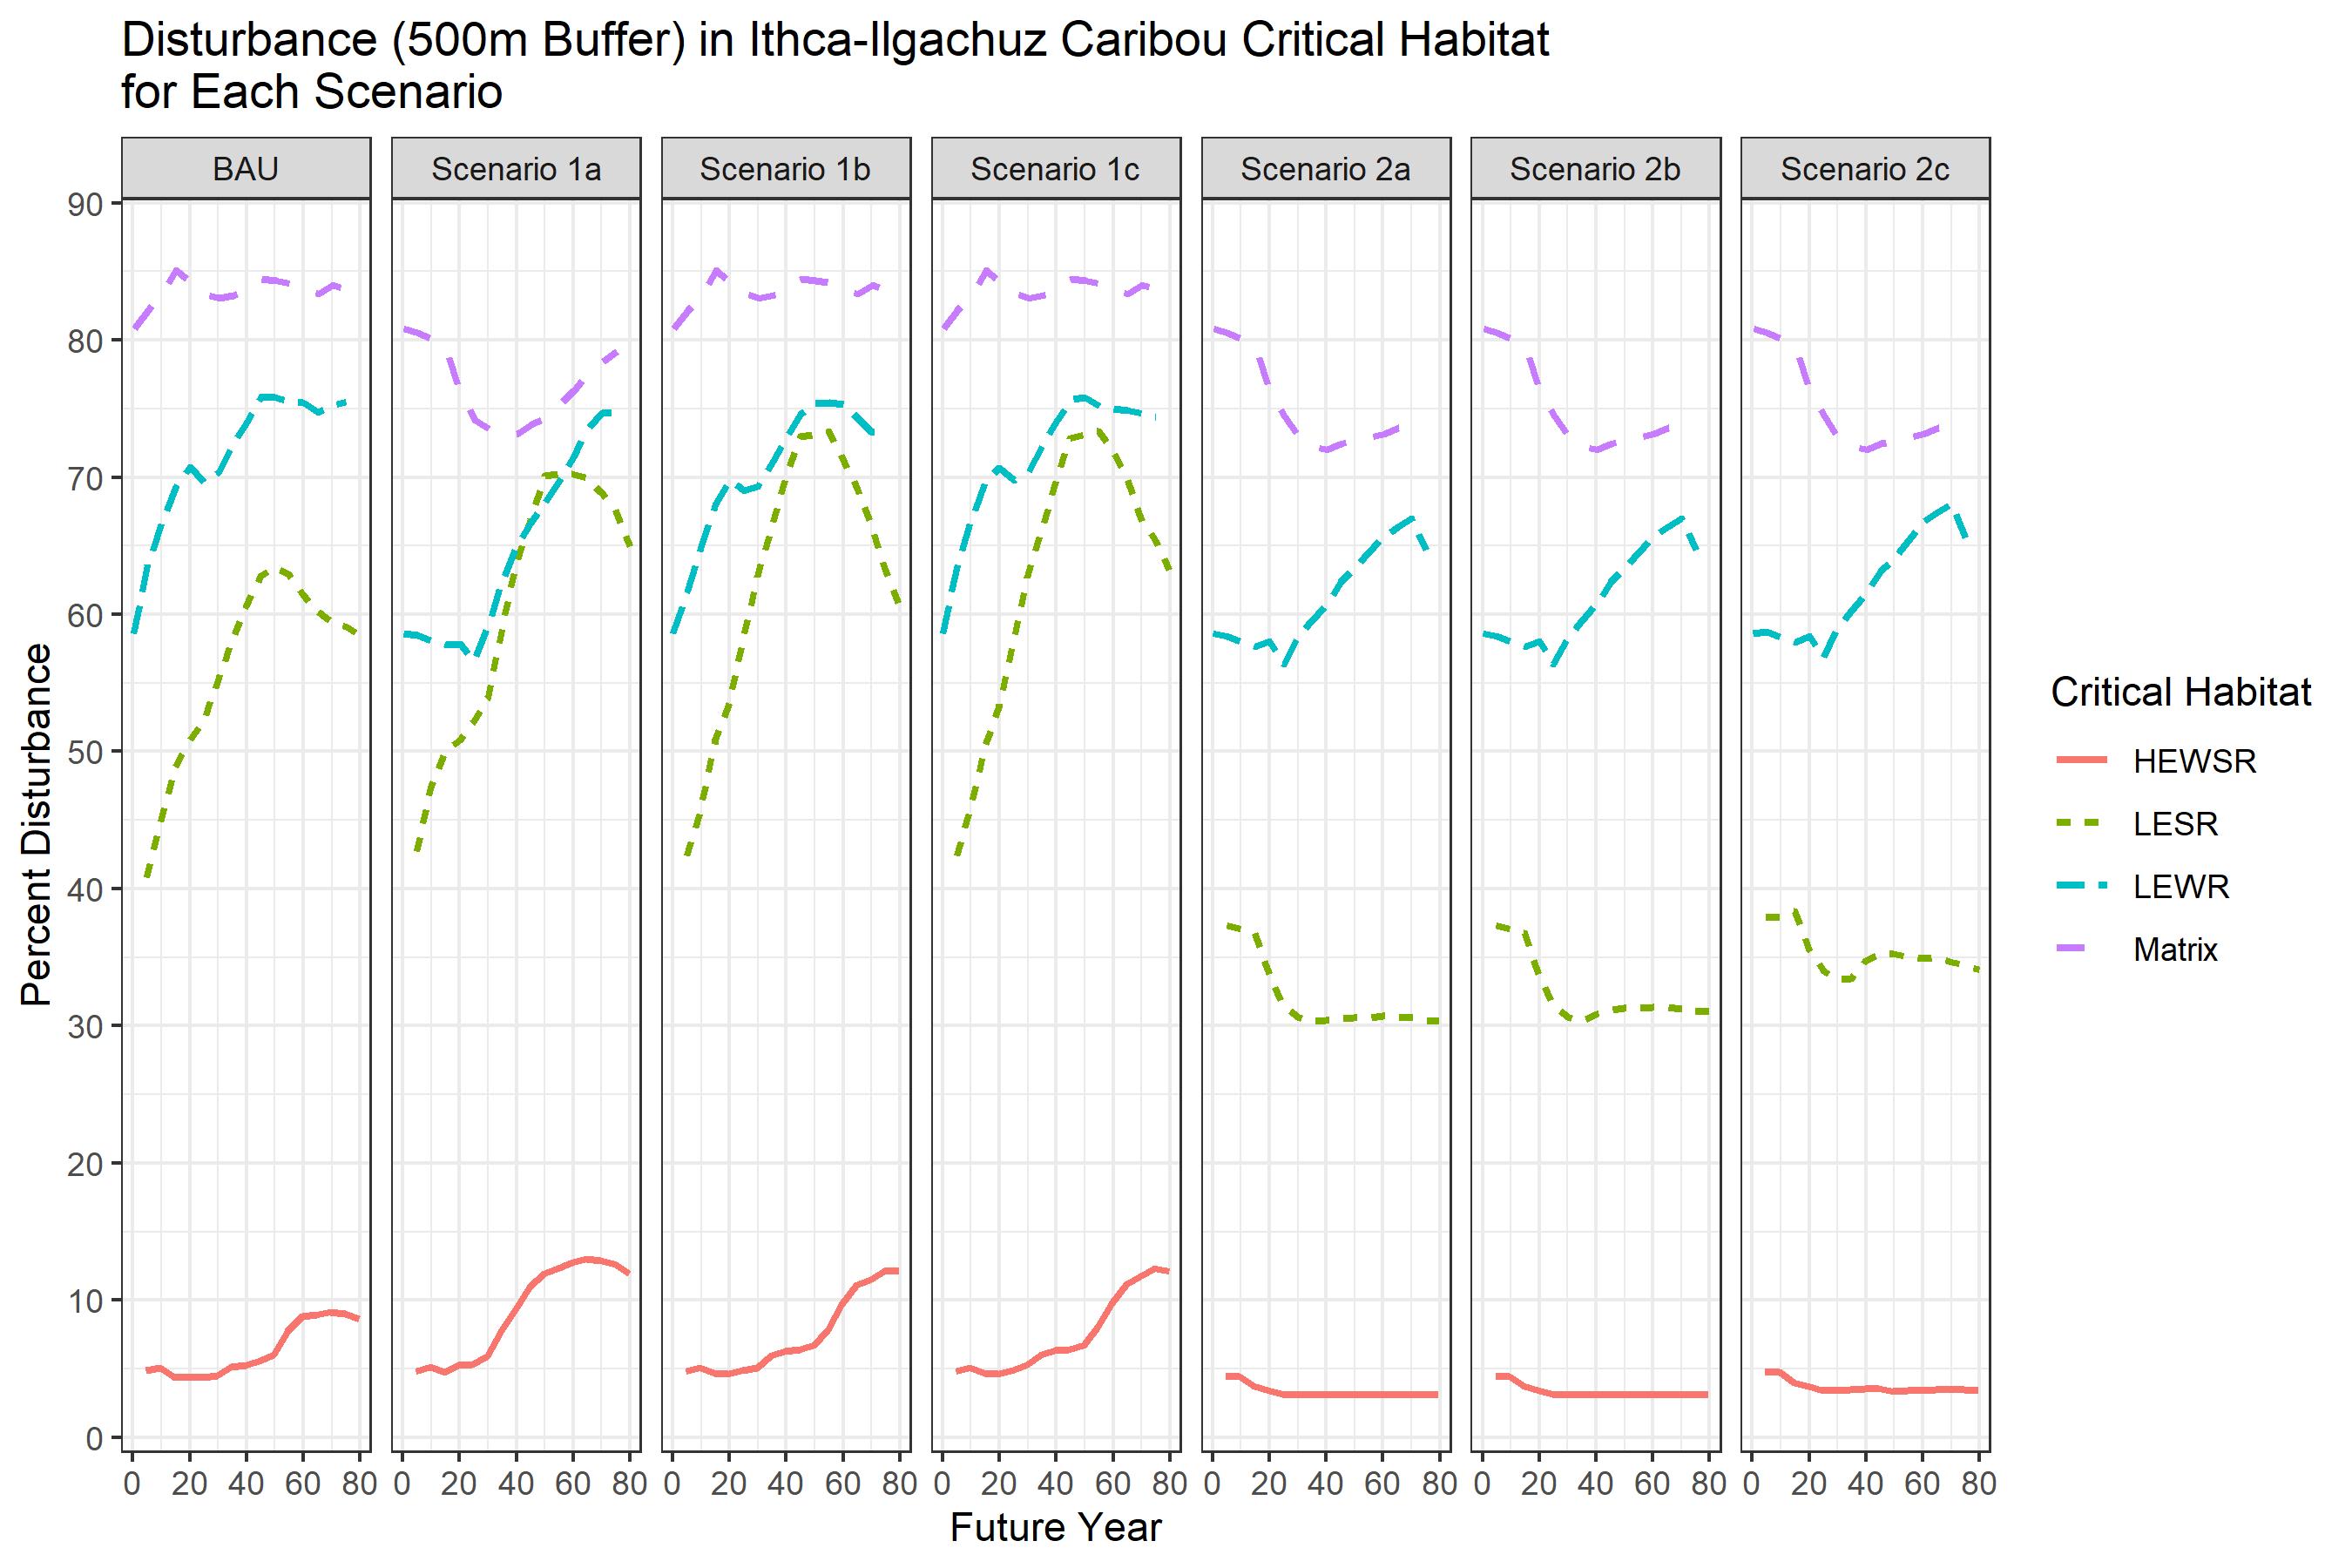 Disturbance (500m Buffer) in Ithca-Ilgachuz Caribou Critical Habitat
for Each Scenario
BAU Scenario 1a Scenario 1b Scenario 1c Scenario 2a Scenario 2b Scenario 2c
90
80
70
60
50
40
30
20
10
0
Percent Disturbance
0 20 40 60 80 0 20 40 60 80 0 20 40 60 80 0 20 40 60 80 0 20 40 60 80 0 20 40 60 80 0 20 40 60 80
Future Year
Critical Habitat
HEWSR
LESR
LEWR
Matrix